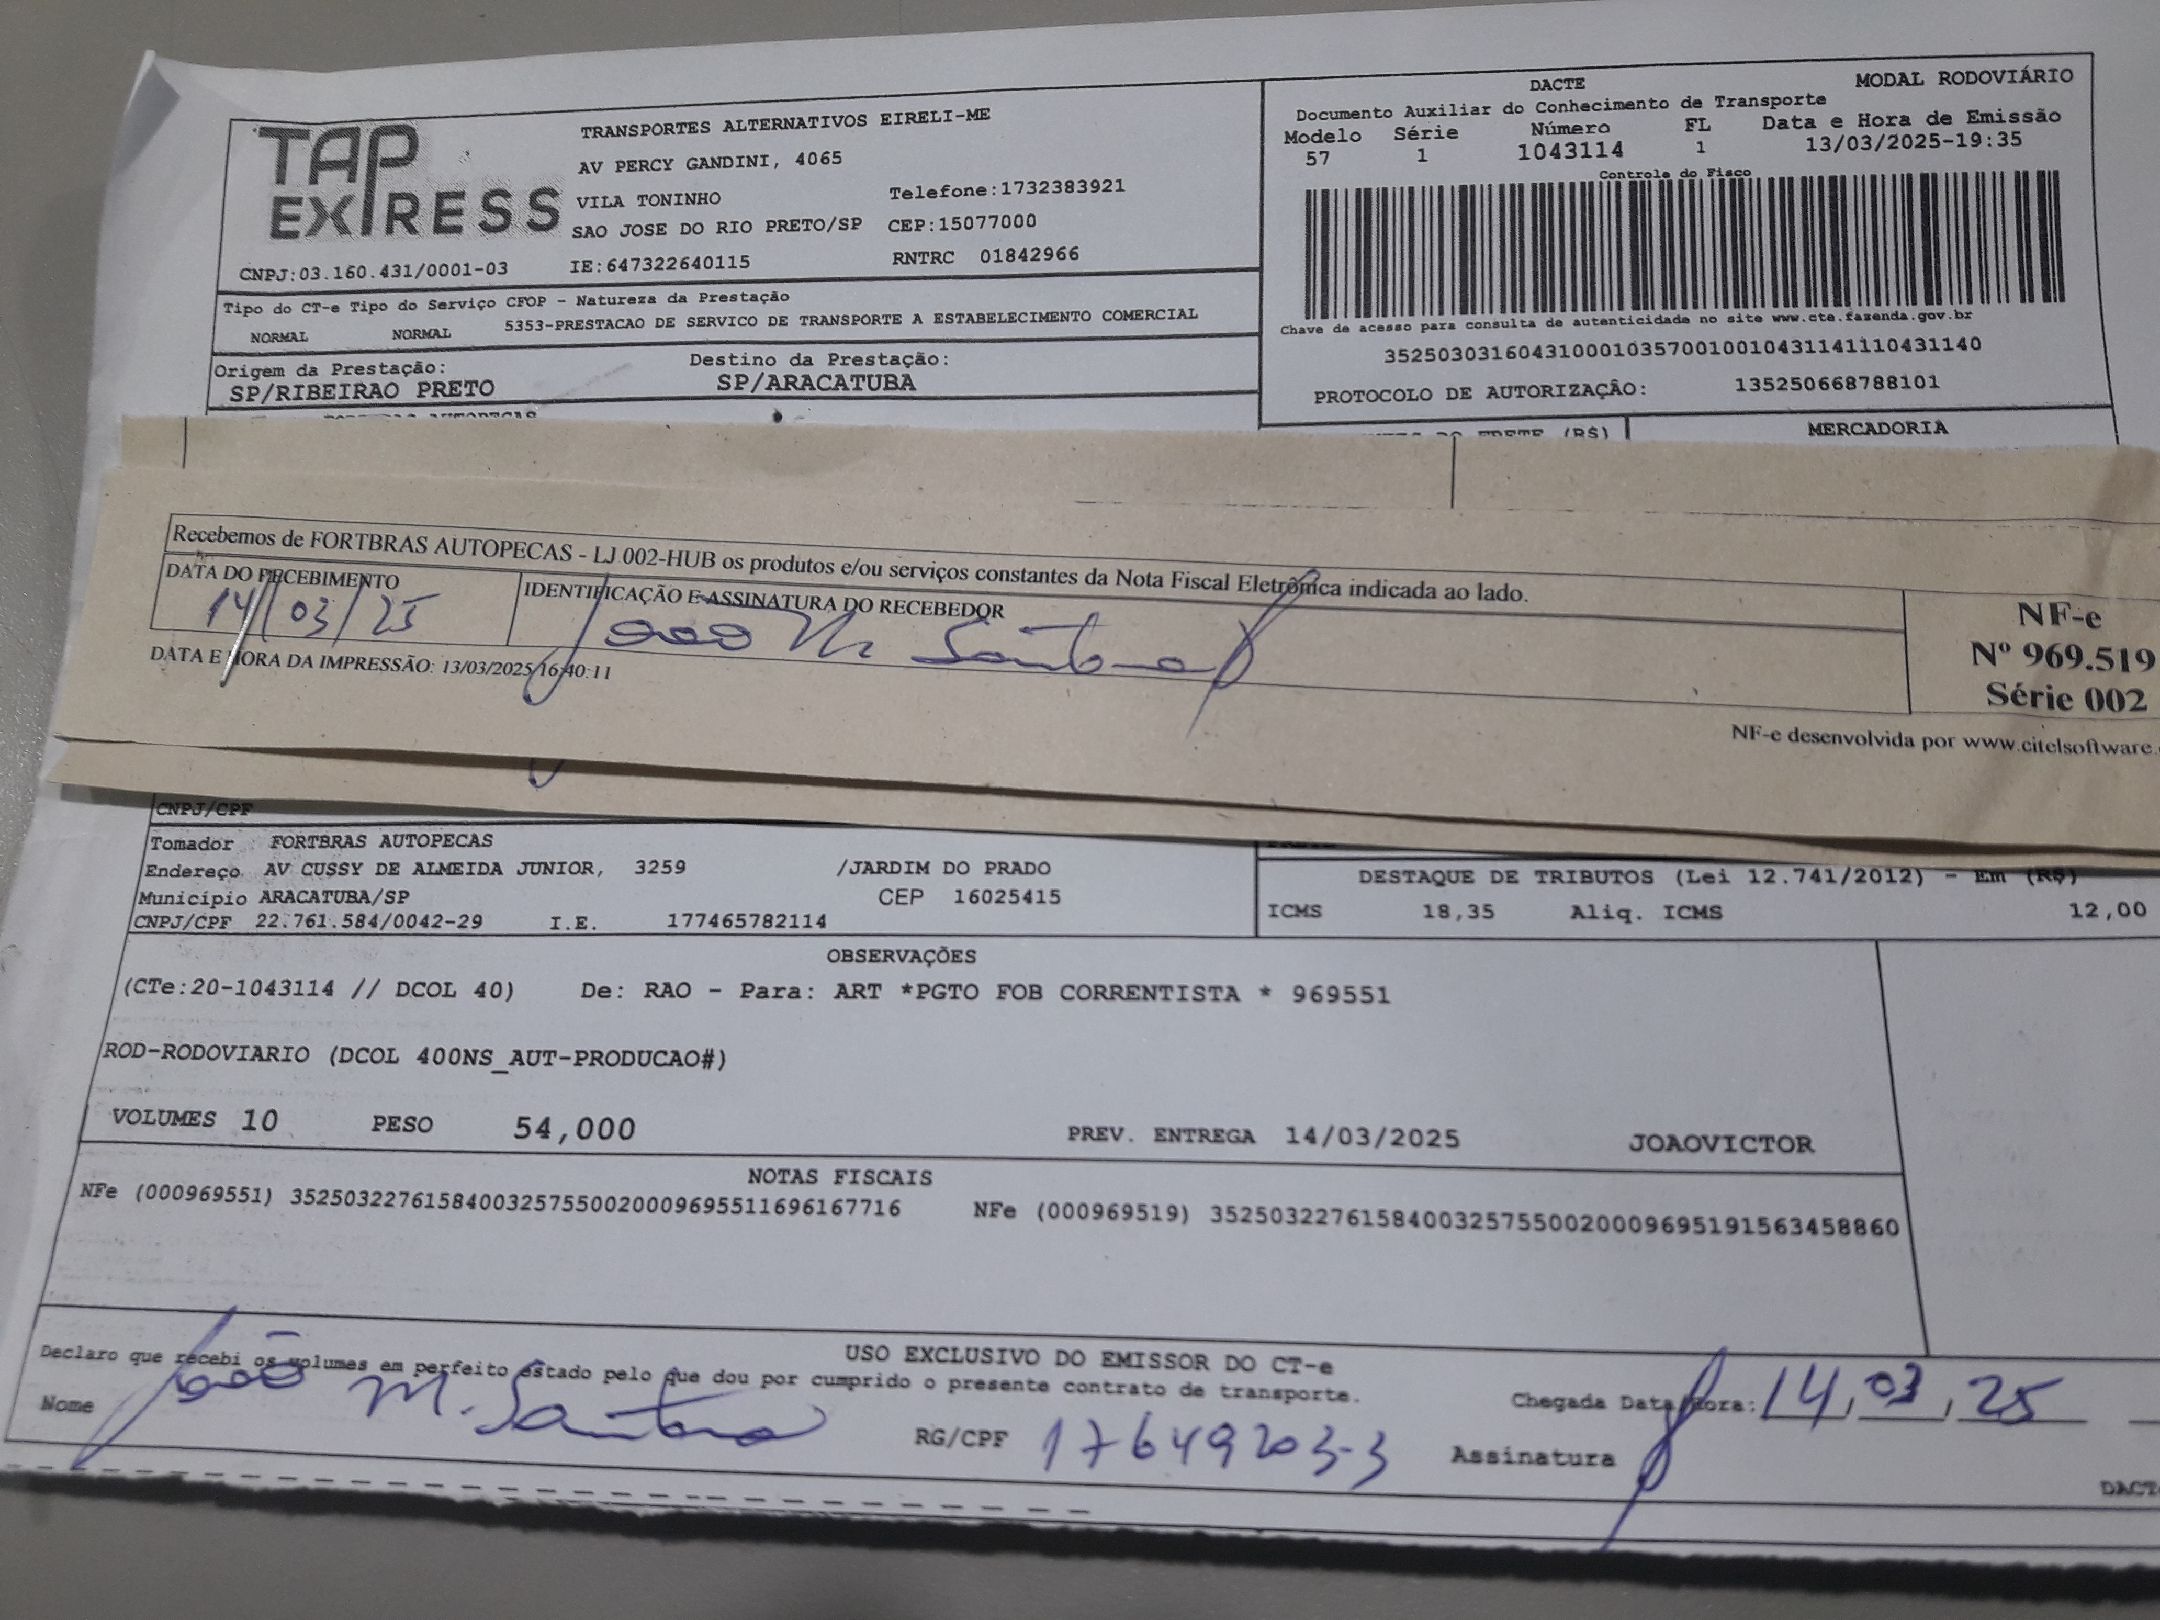 TAP EXPRESS
TRANSPORTES ALTERNATIVOS EIRELI-ME
AV PERCY GANDINI, 4065
VILA TONINHO Telefone:1732383921
SAO JOSE DO RIO PRETO/SP CEP:15077000
CNPJ:03.160.431/0001-03 IE:647322640115 RNTRC 01842966
DACTE MODAL RODOVIÁRIO
Documento Auxiliar do Conhecimento de Transporte
Modelo Série Número FL Data e Hora de Emissão
57 1 1043114 1 13/03/2025-19:35
Controle do Fisco
Chave de acesso para consulta de autenticidade no site www.cte.fazenda.gov.br
35250303160431000103570010010431141110431140
PROTOCOLO DE AUTORIZAÇÃO: 135250668788101
Tipo do CT-e Tipo do Serviço CFOP - Natureza da Prestação
NORMAL NORMAL 5353-PRESTACAO DE SERVICO DE TRANSPORTE A ESTABELECIMENTO COMERCIAL
Origem da Prestação: Destino da Prestação:
SP/RIBEIRAO PRETO SP/ARACATUBA
AUTOPECAS
FRETE (R$) MERCADORIA
Recebemos de FORTBRAS AUTOPECAS - LJ 002-HUB os produtos e/ou serviços constantes da Nota Fiscal Eletrônica indicada ao lado.
DATA DO RECEBIMENTO IDENTIFICAÇÃO E ASSINATURA DO RECEBEDOR
14/03/25 João M. Santana
DATA E HORA DA IMPRESSÃO: 13/03/2025 16:40:11
NF-e
Nº 969.519
Série 002
NF-e desenvolvida por www.citelsoftware.
CNPJ/CPF
Tomador FORTBRAS AUTOPECAS
Endereço AV CUSSY DE ALMEIDA JUNIOR, 3259 /JARDIM DO PRADO
Município ARACATUBA/SP CEP 16025415
CNPJ/CPF 22.761.584/0042-29 I.E. 177465782114
DESTAQUE DE TRIBUTOS (Lei 12.741/2012) - Em (R$)
ICMS 18,35 Aliq. ICMS 12,00
OBSERVAÇÕES
(CTe:20-1043114 // DCOL 40) De: RAO - Para: ART *PGTO FOB CORRENTISTA * 969551
ROD-RODOVIARIO (DCOL 400NS_AUT-PRODUCAO#)
VOLUMES 10 PESO 54,000 PREV. ENTREGA 14/03/2025 JOAOVICTOR
NOTAS FISCAIS
NFe (000969551) 35250322761584003257550020009695511696167716 NFe (000969519) 35250322761584003257550020009695191563458860
USO EXCLUSIVO DO EMISSOR DO CT-e
Declaro que recebi os volumes em perfeito estado pelo que dou por cumprido o presente contrato de transporte.
Nome João M. Santana RG/CPF 17649203-3 Chegada Data/Hora: 14,03,25
Assinatura